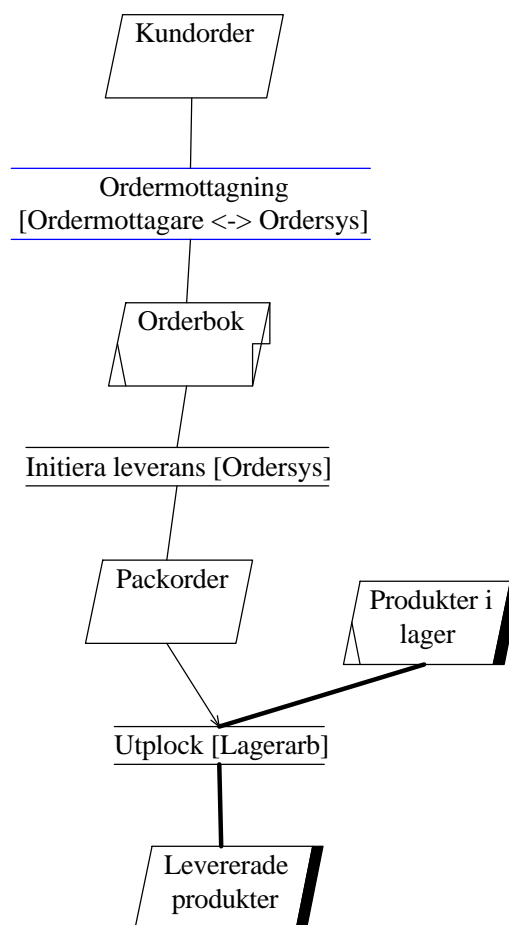 Kundorder
Ordermottagning
[Ordermottagare <-> Ordersys]
Orderbok
Initiera leverans [Ordersys]
Packorder
Produkter i
lager
Utplock [Lagerarb]
Levererade
produkter